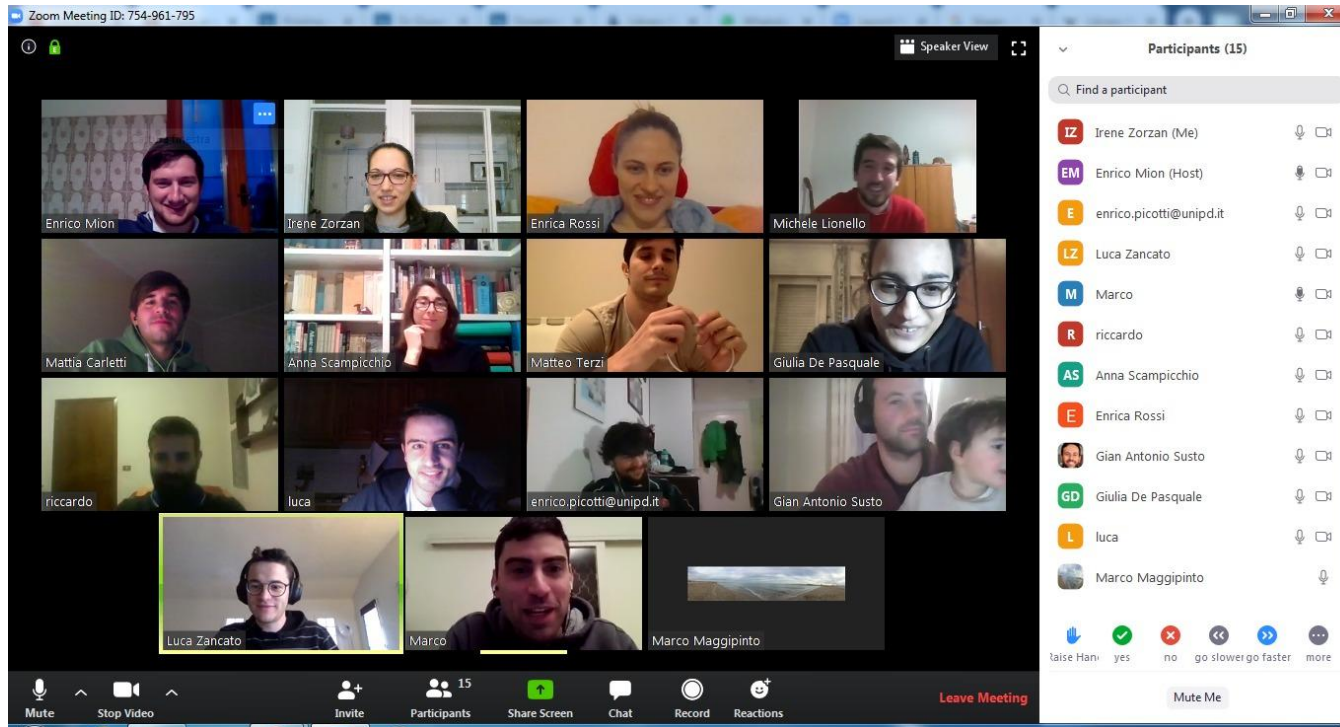 Zoom Meeting ID: 754-961-795
Speaker View
Enrico Mion
Irene Zorzan
Enrica Rossi
Michele Lionello
Mattia Carletti
Anna Scampicchio
Matteo Terzi
Giulia De Pasquale
riccardo
luca
enrico.picotti@unipd.it
Gian Antonio Susto
Luca Zancato
Marco
Marco Maggipinto
Mute
Stop Video
Invite
Participants
15
Share Screen
Chat
Record
Reactions
Leave Meeting
Participants (15)
Find a participant
IZ Irene Zorzan (Me)
EM Enrico Mion (Host)
E enrico.picotti@unipd.it
LZ Luca Zancato
M Marco
R riccardo
AS Anna Scampicchio
E Enrica Rossi
Gian Antonio Susto
GD Giulia De Pasquale
L luca
Marco Maggipinto
Raise Han
yes
no
go slower
go faster
more
Mute Me